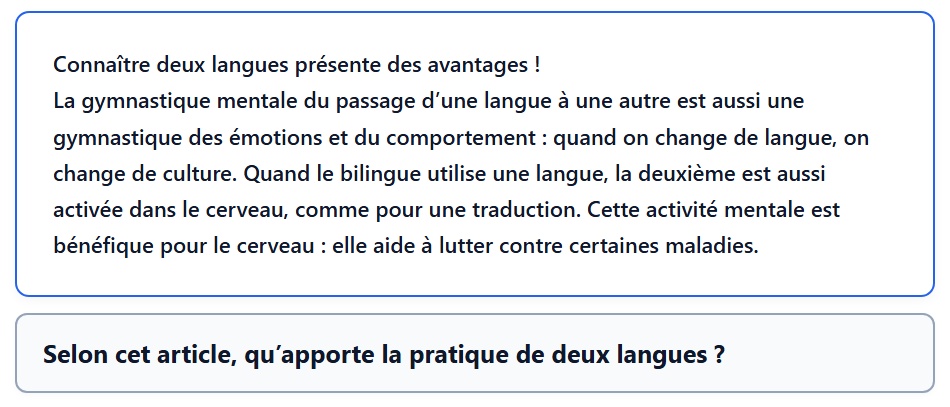 Connaître deux langues présente des avantages !
La gymnastique mentale du passage d’une langue à une autre est aussi une
gymnastique des émotions et du comportement : quand on change de langue, on
change de culture. Quand le bilingue utilise une langue, la deuxième est aussi
activée dans le cerveau, comme pour une traduction. Cette activité mentale est
bénéfique pour le cerveau : elle aide à lutter contre certaines maladies.
Selon cet article, qu’apporte la pratique de deux langues ?